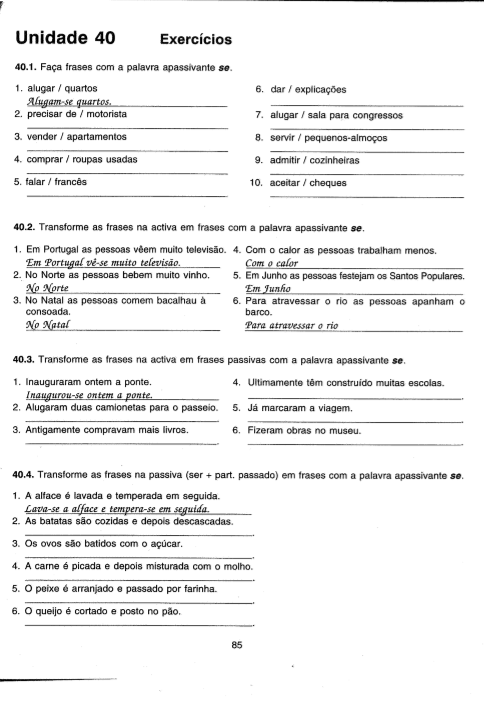 Unidade 40 Exercícios
40.1. Faça frases com a palavra apassivante se.
1. alugar / quartos
Alugam-se quartos.
2. precisar de / motorista
3. vender / apartamentos
4. comprar / roupas usadas
5. falar / francês
6. dar / explicações
7. alugar / sala para congressos
8. servir / pequenos-almoços
9. admitir / cozinheiras
10. aceitar / cheques
40.2. Transforme as frases na activa em frases com a palavra apassivante se.
1. Em Portugal as pessoas vêem muito televisão.
Em Portugal vê-se muito televisão.
2. No Norte as pessoas bebem muito vinho.
No Norte
3. No Natal as pessoas comem bacalhau à
consoada.
No Natal
4. Com o calor as pessoas trabalham menos.
Com o calor
5. Em Junho as pessoas festejam os Santos Populares.
Em Junho
6. Para atravessar o rio as pessoas apanham o
barco.
Para atravessar o rio
40.3. Transforme as frases na activa em frases passivas com a palavra apassivante se.
1. Inauguraram ontem a ponte.
Inaugurou-se ontem a ponte.
2. Alugaram duas camionetas para o passeio.
3. Antigamente compravam mais livros.
4. Ultimamente têm construído muitas escolas.
5. Já marcaram a viagem.
6. Fizeram obras no museu.
40.4. Transforme as frases na passiva (ser + part. passado) em frases com a palavra apassivante se.
1. A alface é lavada e temperada em seguida.
Lava-se a alface e tempera-se em seguida.
2. As batatas são cozidas e depois descascadas.
3. Os ovos são batidos com o açúcar.
4. A carne é picada e depois misturada com o molho.
5. O peixe é arranjado e passado por farinha.
6. O queijo é cortado e posto no pão.
85